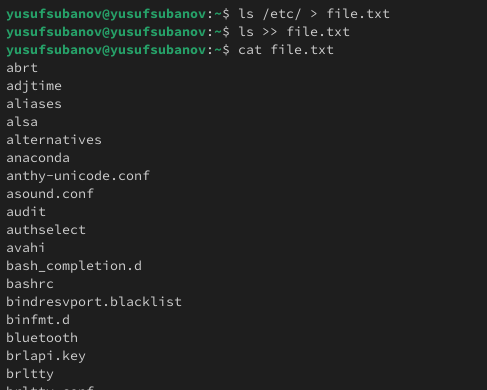 yusufsubanov@yusufsubanov:~$ ls /etc/ > file.txt
yusufsubanov@yusufsubanov:~$ ls >> file.txt
yusufsubanov@yusufsubanov:~$ cat file.txt
abrt
adjtime
aliases
alsa
alternatives
anaconda
anthy-unicode.conf
asound.conf
audit
authselect
avahi
bash_completion.d
bashrc
bindresvport.blacklist
binfmt.d
bluetooth
brlapi.key
brltty
brltty.conf